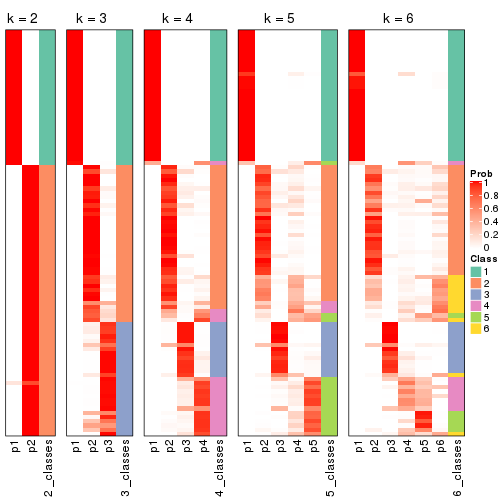 k = 2
k = 3
k = 4
k = 5
k = 6
p1
p2
2_classes
p1
p2
p3
3_classes
p1
p2
p3
p4
4_classes
p1
p2
p3
p4
p5
5_classes
p1
p2
p3
p4
p5
p6
6_classes
Prob
1
0.8
0.6
0.4
0.2
0
Class
1
2
3
4
5
6